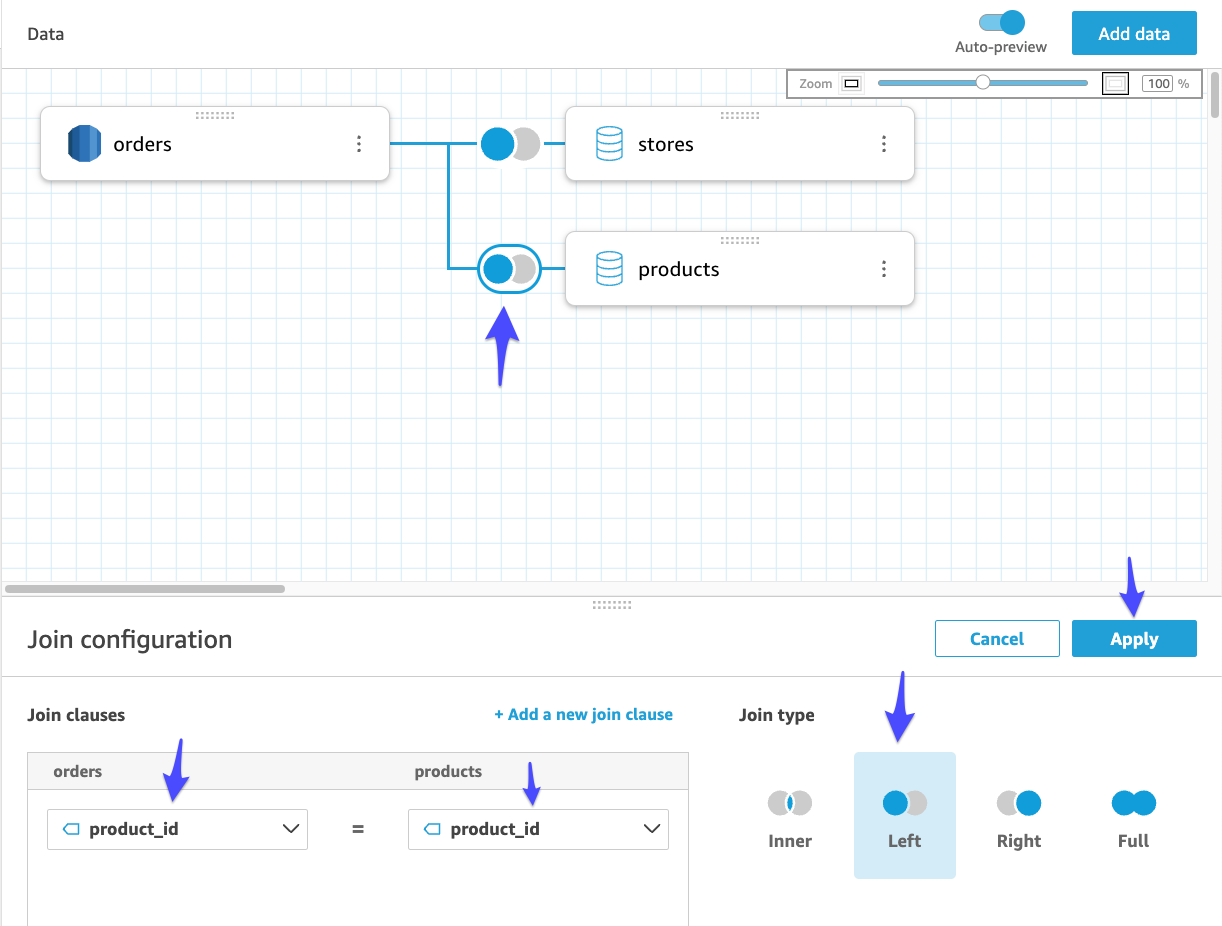 Data
Auto-preview
Add data
Zoom
100 %
orders
stores
products
Join configuration
Cancel
Apply
Join clauses
+ Add a new join clause
Join type
orders
products
product_id
=
product_id
Inner
Left
Right
Full